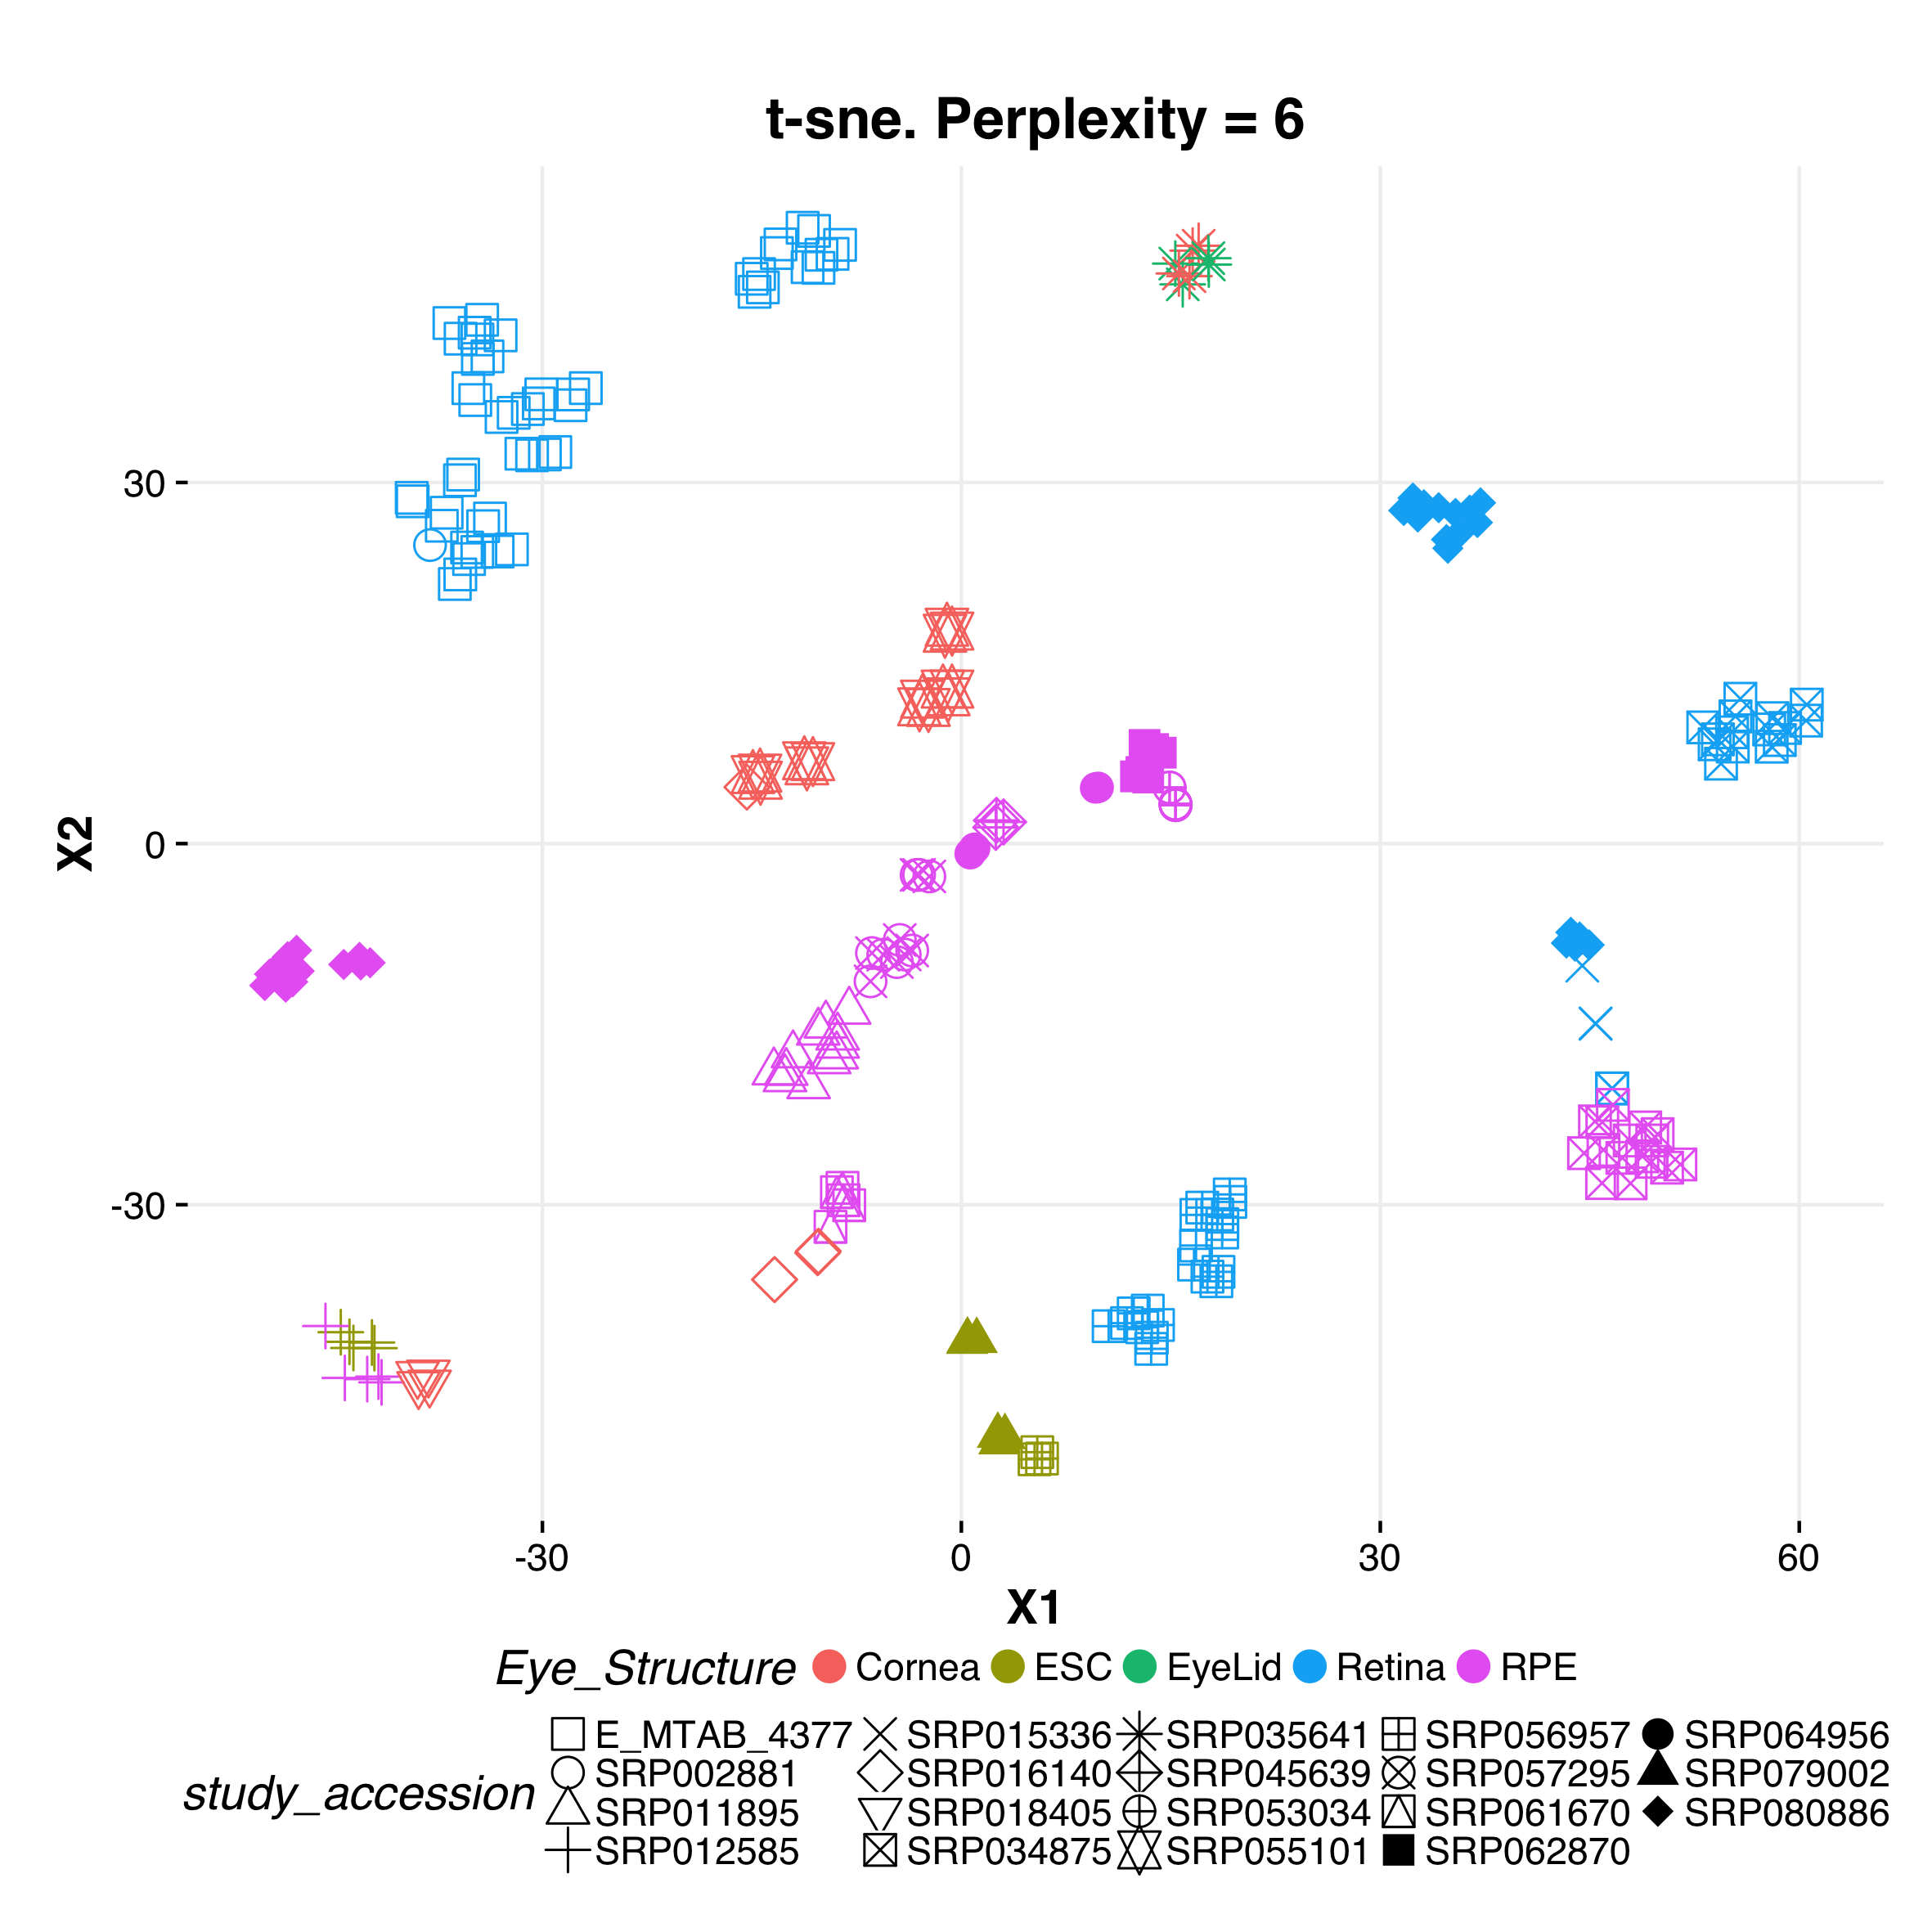 t-sne. Perplexity = 6
X2
30
0
-30
-30 0 30 60
X1
Eye_Structure Cornea ESC EyeLid Retina RPE
study_accession
E_MTAB_4377 SRP015336 SRP035641 SRP056957 SRP064956
SRP002881 SRP016140 SRP045639 SRP057295 SRP079002
SRP011895 SRP018405 SRP053034 SRP061670 SRP080886
SRP012585 SRP034875 SRP055101 SRP062870